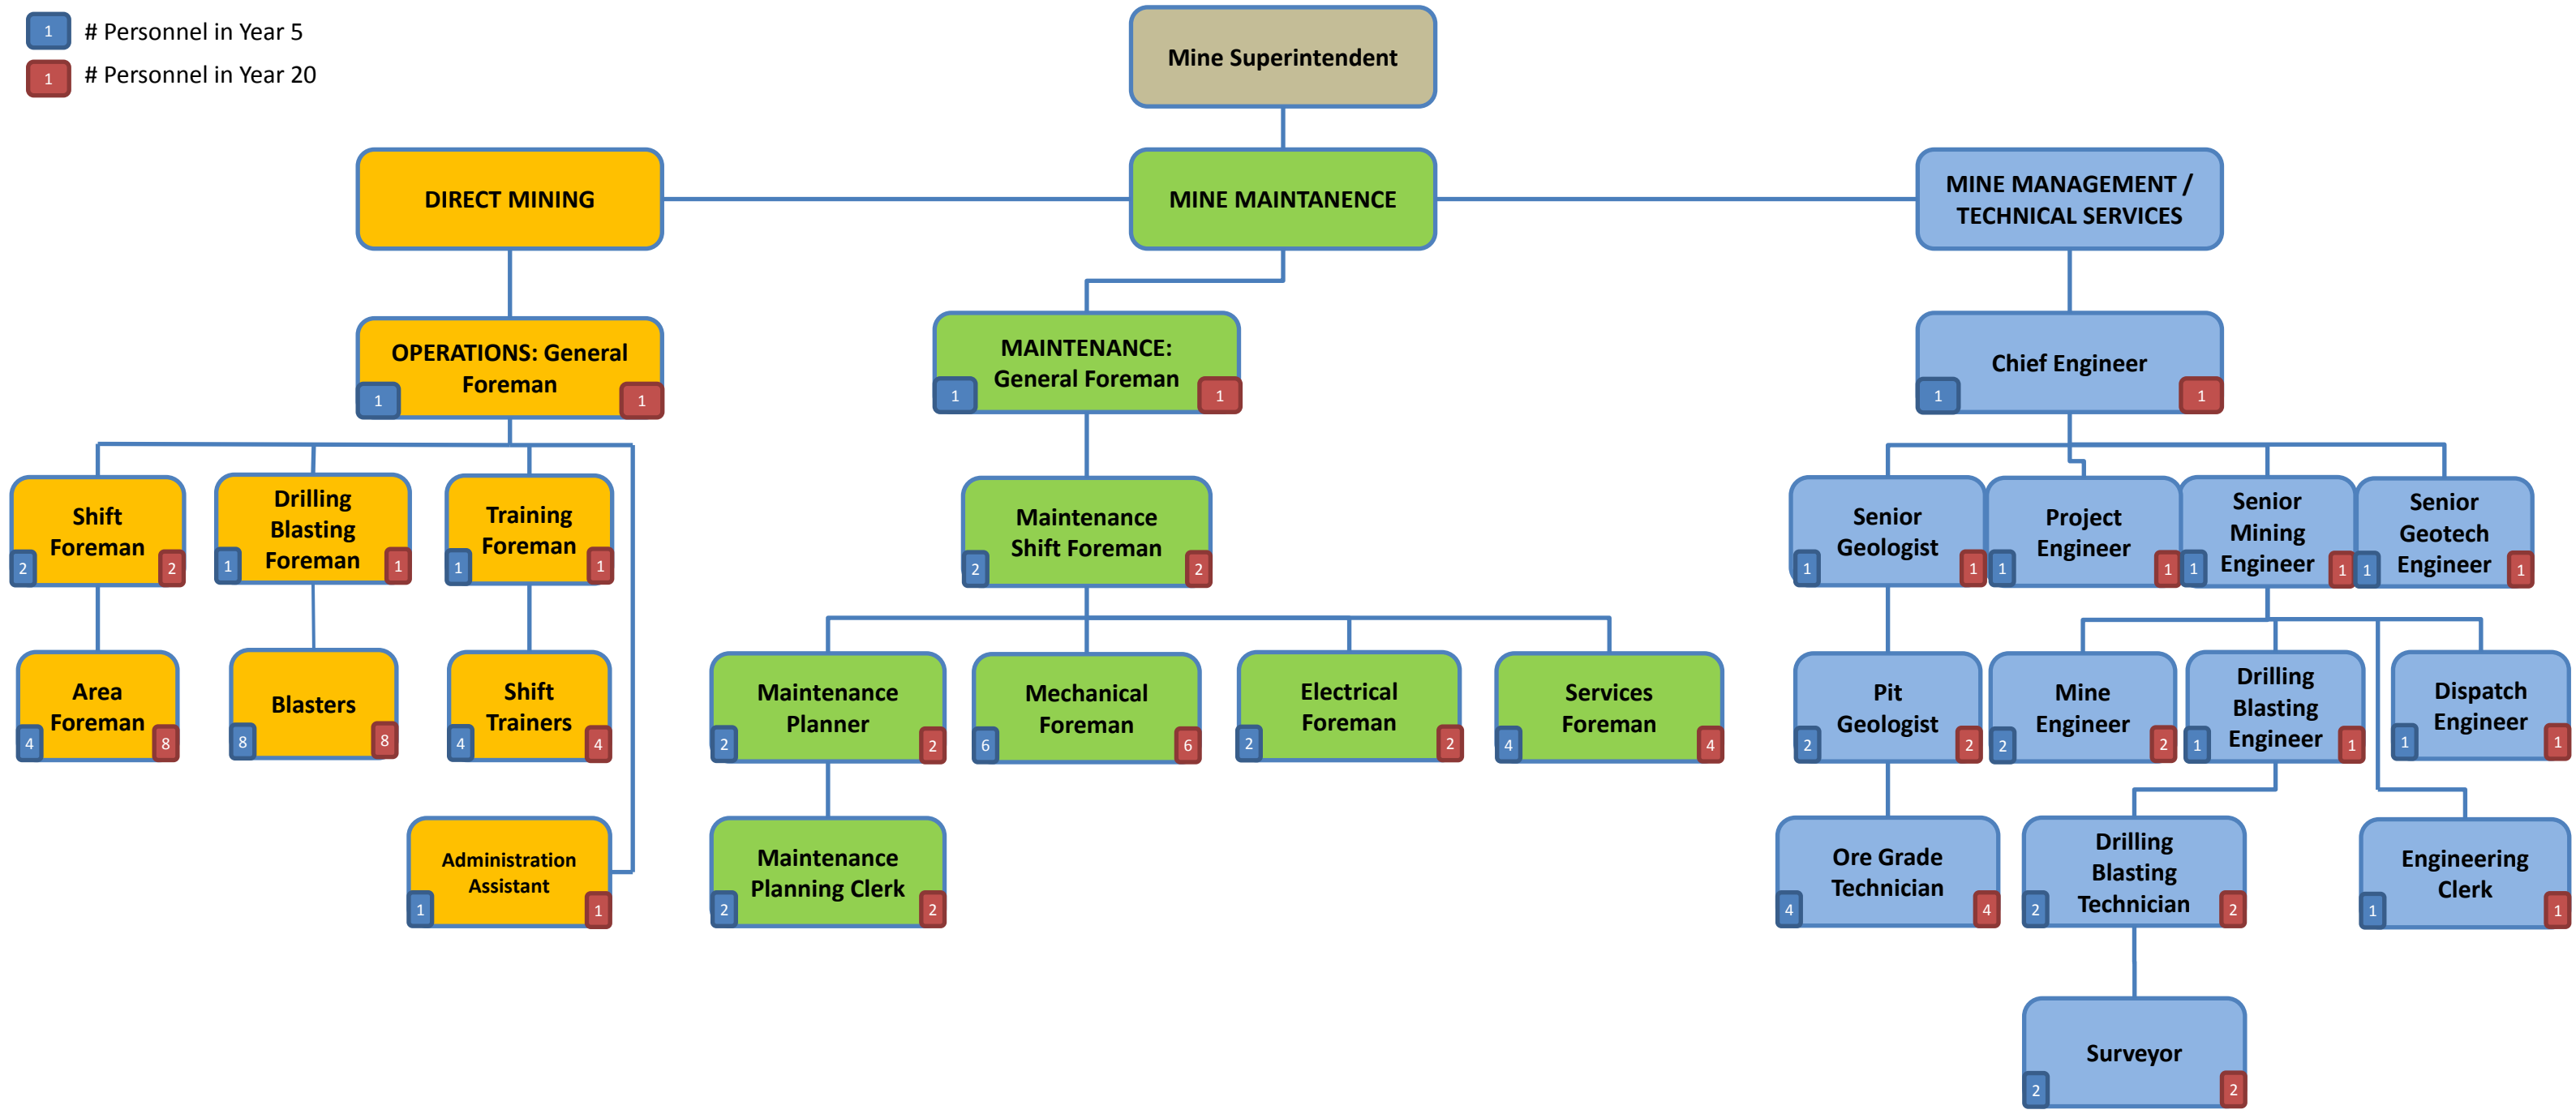 1 # Personnel in Year 5
1 # Personnel in Year 20
Mine Superintendent
DIRECT MINING
MINE MAINTANENCE
MINE MANAGEMENT /
TECHNICAL SERVICES
OPERATIONS: General
Foreman
1 1
MAINTENANCE:
General Foreman
1 1
Chief Engineer
1 1
Shift
Foreman
2 2
Drilling
Blasting
Foreman
1 1
Training
Foreman
1 1
Maintenance
Shift Foreman
2 2
Senior
Geologist
1 1
Project
Engineer
1 1
Senior
Mining
Engineer
1 1
Senior
Geotech
Engineer
1 1
Area
Foreman
4 8
Blasters
8 8
Shift
Trainers
4 4
Maintenance
Planner
2 2
Mechanical
Foreman
6 6
Electrical
Foreman
2 2
Services
Foreman
4 4
Pit
Geologist
2 2
Mine
Engineer
2 2
Drilling
Blasting
Engineer
1 1
Dispatch
Engineer
1 1
Administration
Assistant
1 1
Maintenance
Planning Clerk
2 2
Ore Grade
Technician
4 4
Drilling
Blasting
Technician
2 2
Engineering
Clerk
1 1
Surveyor
2 2